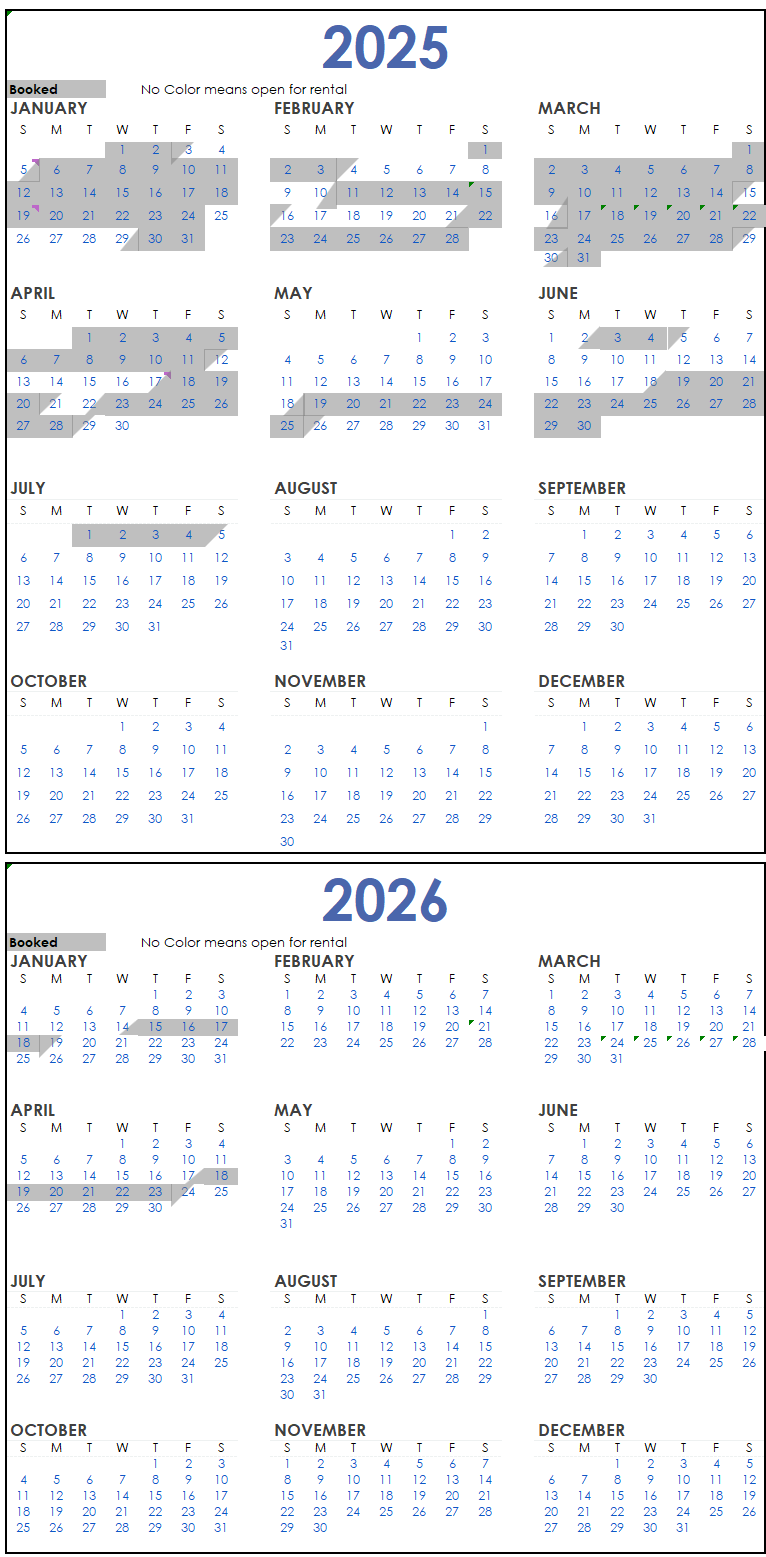 2025
Booked No Color means open for rental
JANUARY
S M T W T F S
1 2 3 4
5 6 7 8 9 10 11
12 13 14 15 16 17 18
19 20 21 22 23 24 25
26 27 28 29 30 31
FEBRUARY
S M T W T F S
1
2 3 4 5 6 7 8
9 10 11 12 13 14 15
16 17 18 19 20 21 22
23 24 25 26 27 28
MARCH
S M T W T F S
1
2 3 4 5 6 7 8
9 10 11 12 13 14 15
16 17 18 19 20 21 22
23 24 25 26 27 28 29
30 31
APRIL
S M T W T F S
1 2 3 4 5
6 7 8 9 10 11 12
13 14 15 16 17 18 19
20 21 22 23 24 25 26
27 28 29 30
MAY
S M T W T F S
1 2 3
4 5 6 7 8 9 10
11 12 13 14 15 16 17
18 19 20 21 22 23 24
25 26 27 28 29 30 31
JUNE
S M T W T F S
1 2 3 4 5 6 7
8 9 10 11 12 13 14
15 16 17 18 19 20 21
22 23 24 25 26 27 28
29 30
JULY
S M T W T F S
1 2 3 4 5
6 7 8 9 10 11 12
13 14 15 16 17 18 19
20 21 22 23 24 25 26
27 28 29 30 31
AUGUST
S M T W T F S
1 2
3 4 5 6 7 8 9
10 11 12 13 14 15 16
17 18 19 20 21 22 23
24 25 26 27 28 29 30
31
SEPTEMBER
S M T W T F S
1 2 3 4 5 6
7 8 9 10 11 12 13
14 15 16 17 18 19 20
21 22 23 24 25 26 27
28 29 30
OCTOBER
S M T W T F S
1 2 3 4
5 6 7 8 9 10 11
12 13 14 15 16 17 18
19 20 21 22 23 24 25
26 27 28 29 30 31
NOVEMBER
S M T W T F S
1
2 3 4 5 6 7 8
9 10 11 12 13 14 15
16 17 18 19 20 21 22
23 24 25 26 27 28 29
30
DECEMBER
S M T W T F S
1 2 3 4 5 6
7 8 9 10 11 12 13
14 15 16 17 18 19 20
21 22 23 24 25 26 27
28 29 30 31
2026
Booked No Color means open for rental
JANUARY
S M T W T F S
1 2 3
4 5 6 7 8 9 10
11 12 13 14 15 16 17
18 19 20 21 22 23 24
25 26 27 28 29 30 31
FEBRUARY
S M T W T F S
1 2 3 4 5 6 7
8 9 10 11 12 13 14
15 16 17 18 19 20 21
22 23 24 25 26 27 28
MARCH
S M T W T F S
1 2 3 4 5 6 7
8 9 10 11 12 13 14
15 16 17 18 19 20 21
22 23 24 25 26 27 28
29 30 31
APRIL
S M T W T F S
1 2 3 4
5 6 7 8 9 10 11
12 13 14 15 16 17 18
19 20 21 22 23 24 25
26 27 28 29 30
MAY
S M T W T F S
1 2
3 4 5 6 7 8 9
10 11 12 13 14 15 16
17 18 19 20 21 22 23
24 25 26 27 28 29 30
31
JUNE
S M T W T F S
1 2 3 4 5 6
7 8 9 10 11 12 13
14 15 16 17 18 19 20
21 22 23 24 25 26 27
28 29 30
JULY
S M T W T F S
1 2 3 4
5 6 7 8 9 10 11
12 13 14 15 16 17 18
19 20 21 22 23 24 25
26 27 28 29 30 31
AUGUST
S M T W T F S
1
2 3 4 5 6 7 8
9 10 11 12 13 14 15
16 17 18 19 20 21 22
23 24 25 26 27 28 29
30 31
SEPTEMBER
S M T W T F S
1 2 3 4 5
6 7 8 9 10 11 12
13 14 15 16 17 18 19
20 21 22 23 24 25 26
27 28 29 30
OCTOBER
S M T W T F S
1 2 3
4 5 6 7 8 9 10
11 12 13 14 15 16 17
18 19 20 21 22 23 24
25 26 27 28 29 30 31
NOVEMBER
S M T W T F S
1 2 3 4 5 6 7
8 9 10 11 12 13 14
15 16 17 18 19 20 21
22 23 24 25 26 27 28
29 30
DECEMBER
S M T W T F S
1 2 3 4 5
6 7 8 9 10 11 12
13 14 15 16 17 18 19
20 21 22 23 24 25 26
27 28 29 30 31